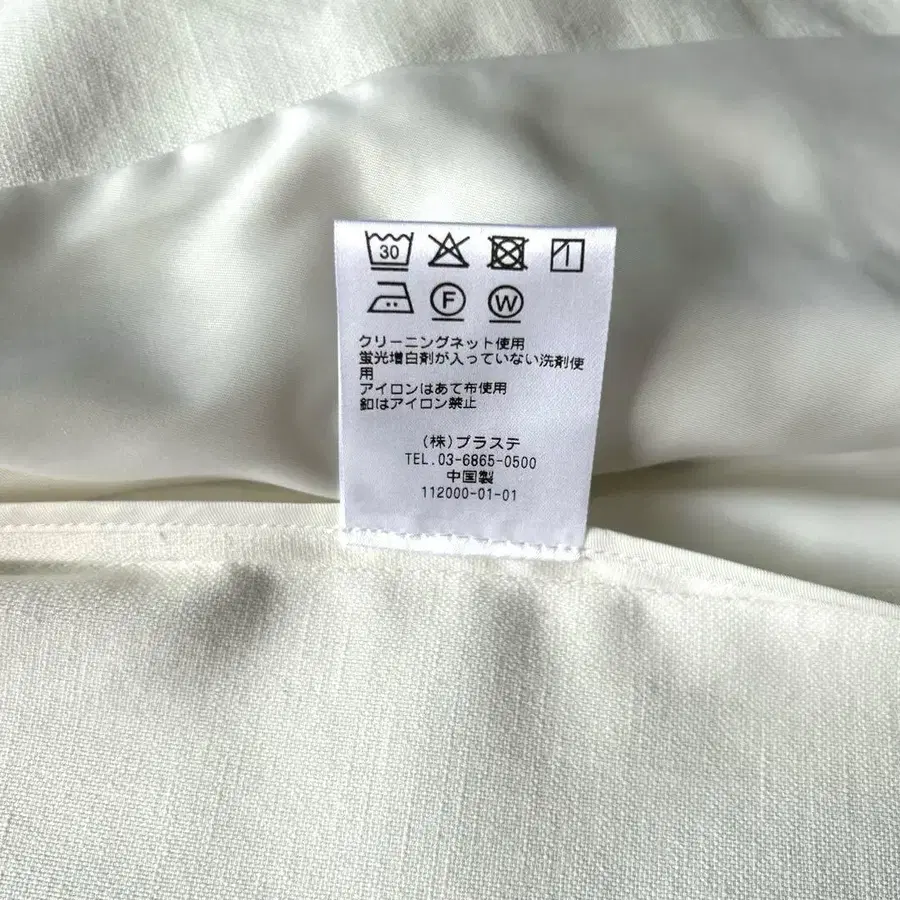 30
F W
クリーニングネット使用
蛍光増白剤が入っていない洗剤使
用
アイロンはあて布使用
釦はアイロン禁止
(株)プラステ
TEL.03-6865-0500
中国製
112000-01-01